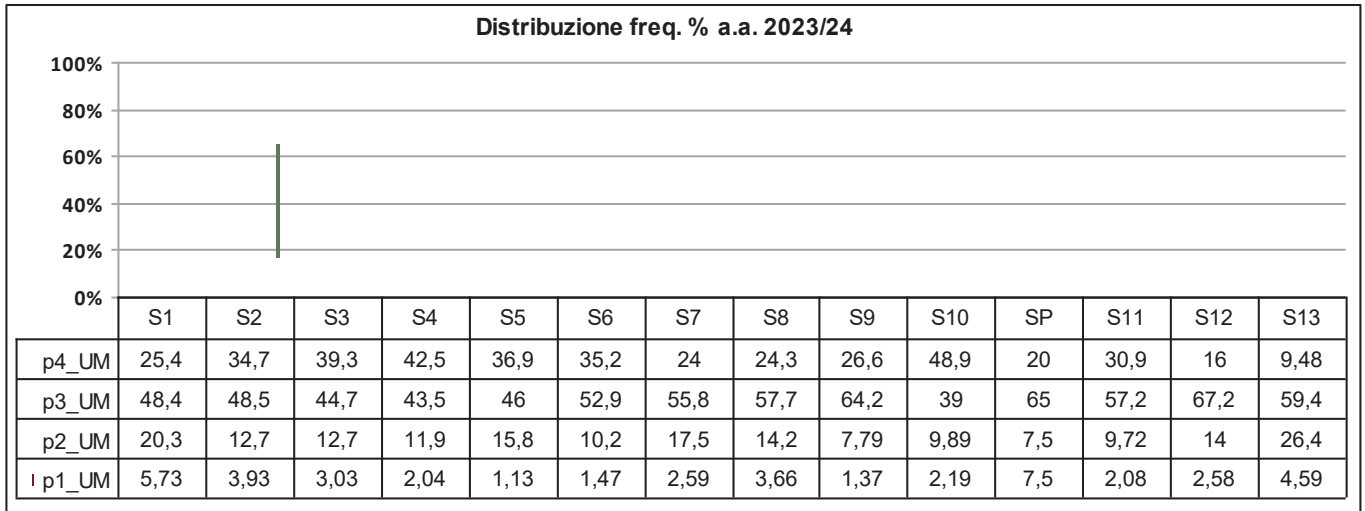 Distribuzione freq. % a.a. 2023/24
100%
80%
60%
40%
20%
0%
S1 S2 S3 S4 S5 S6 S7 S8 S9 S10 SP S11 S12 S13
p4_UM 25,4 34,7 39,3 42,5 36,9 35,2 24 24,3 26,6 48,9 20 30,9 16 9,48
p3_UM 48,4 48,5 44,7 43,5 46 52,9 55,8 57,7 64,2 39 65 57,2 67,2 59,4
p2_UM 20,3 12,7 12,7 11,9 15,8 10,2 17,5 14,2 7,79 9,89 7,5 9,72 14 26,4
p1_UM 5,73 3,93 3,03 2,04 1,13 1,47 2,59 3,66 1,37 2,19 7,5 2,08 2,58 4,59